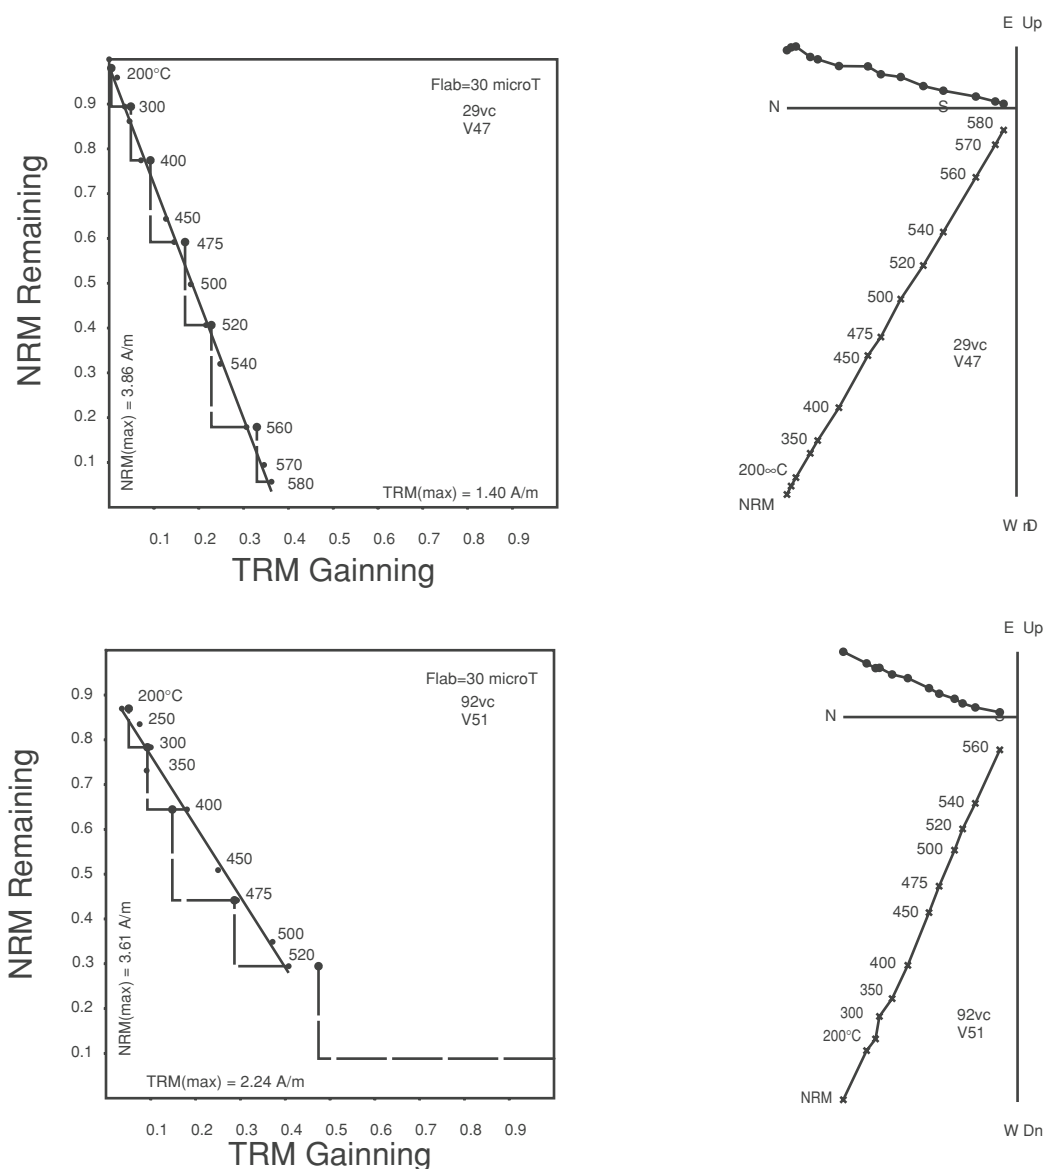 200°C
0.9
300
0.8
400
0.7
450
0.6
475
0.5
500
0.4
520
540
0.3
0.2
560
570
0.1
580
NRM Remaining
NRM(max) = 3.86 A/m
Flab=30 microT
29vc
V47
TRM(max) = 1.40 A/m
0.1 0.2 0.3 0.4 0.5 0.6 0.7 0.8 0.9
TRM Gainning
E Up
N
S
580
570
560
540
520
500
475
450
400
350
200∞C
NRM
29vc
V47
W nD
0.9
200°C
250
0.8
300
350
0.7
400
0.6
0.5
450
475
0.4
500
0.3
520
0.2
0.1
NRM Remaining
NRM(max) = 3.61 A/m
Flab=30 microT
92vc
V51
TRM(max) = 2.24 A/m
0.1 0.2 0.3 0.4 0.5 0.6 0.7 0.8 0.9
TRM Gainning
E Up
N
S
560
540
520
500
475
450
400
350
300
200°C
NRM
92vc
V51
W Dn